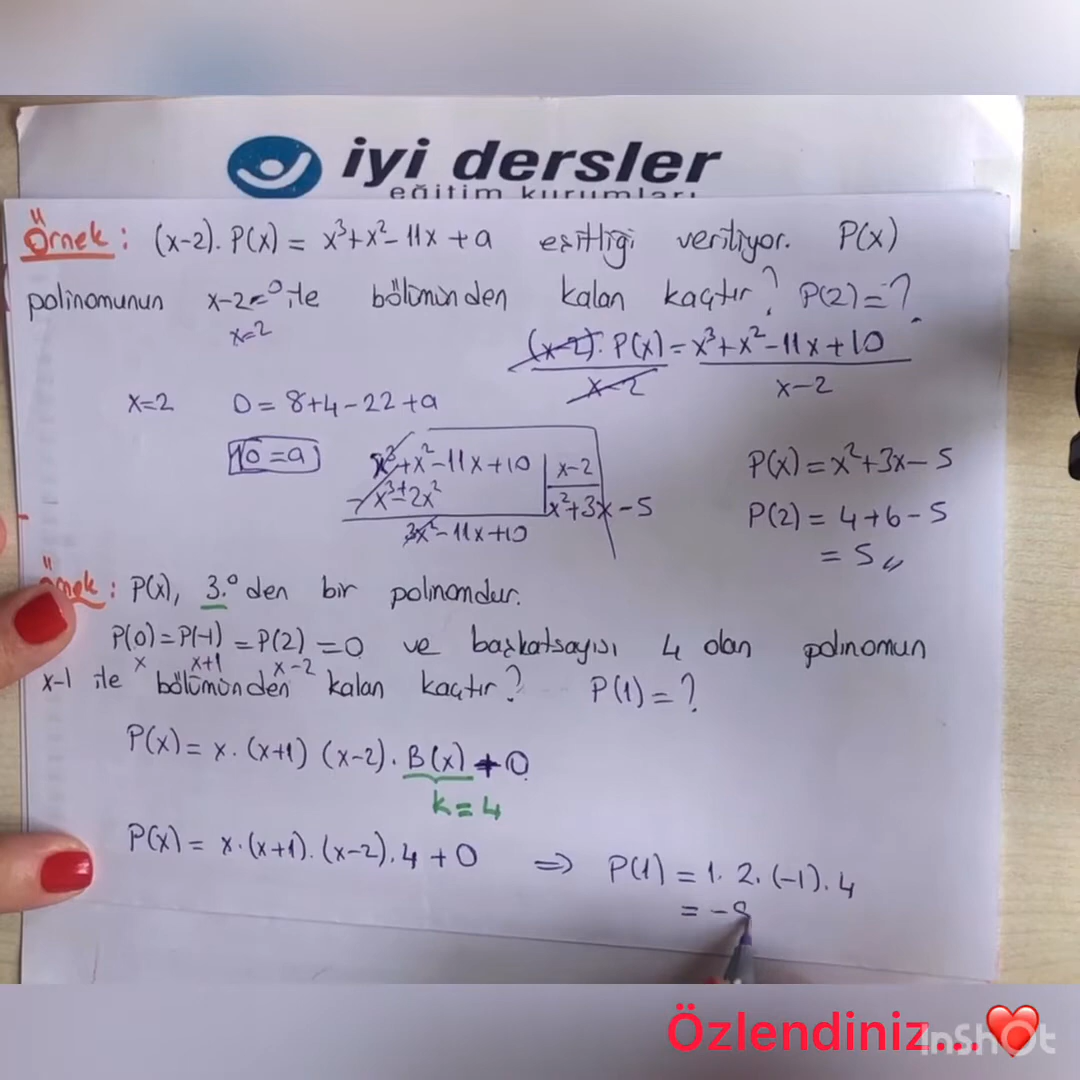 iyi dersler
eğitim kurumları
Örnek: (x-2). P(x) = x³+x²-11x+a eşitliği veriliyor. P(x)
polinomunun x-2=0 ile bölümünden kalan kaçtır? P(2)=?
x=2
(x-2). P(x) = x³+x²-11x+10
x-2 x-2
x=2 0 = 8+4-22+a
10=a
x³+x²-11x+10 x-2
-x³+-2x² x²+3x-5
3x²-11x+10
P(x) = x²+3x-5
P(2) = 4+6-5
= 5
Örnek: P(x), 3.° den bir polinomdur.
P(0)=P(-1)=P(2)=0 ve başkatsayısı 4 olan polinomun
x x+1 x-2
x-1 ile bölümünden kalan kaçtır? P(1)=?
P(x) = x.(x+1)(x-2). B(x)+0
k=4
P(x) = x.(x+1).(x-2).4+0 ⇒ P(1) = 1.2.(-1).4
= -8
Özlendiniz...❤️
InShOt